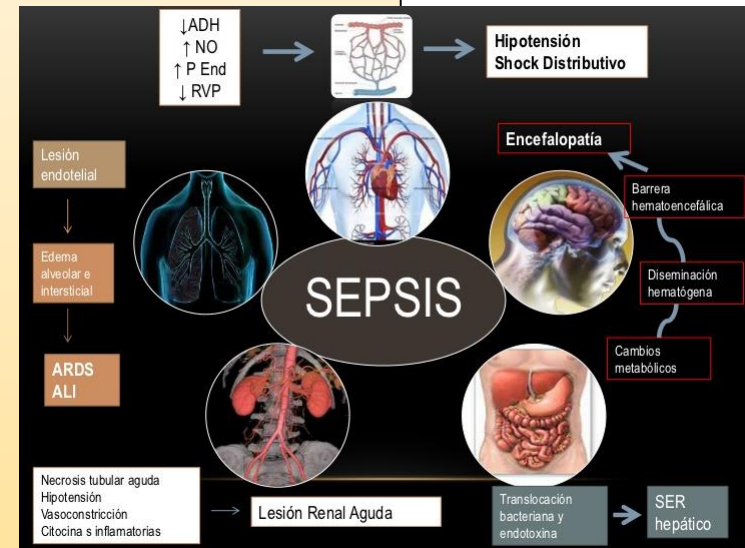 ↓ADH
↑ NO
↑ P End
↓ RVP
Hipotensión
Shock Distributivo
Lesión
endotelial
Edema
alveolar e
intersticial
ARDS
ALI
Encefalopatía
Barrera
hematoencefálica
Diseminación
hematógena
Cambios
metabólicos
SEPSIS
Necrosis tubular aguda
Hipotensión
Vasoconstricción
Citocina s inflamatorias
Lesión Renal Aguda
Translocación
bacteriana y
endotoxina
SER
hepático